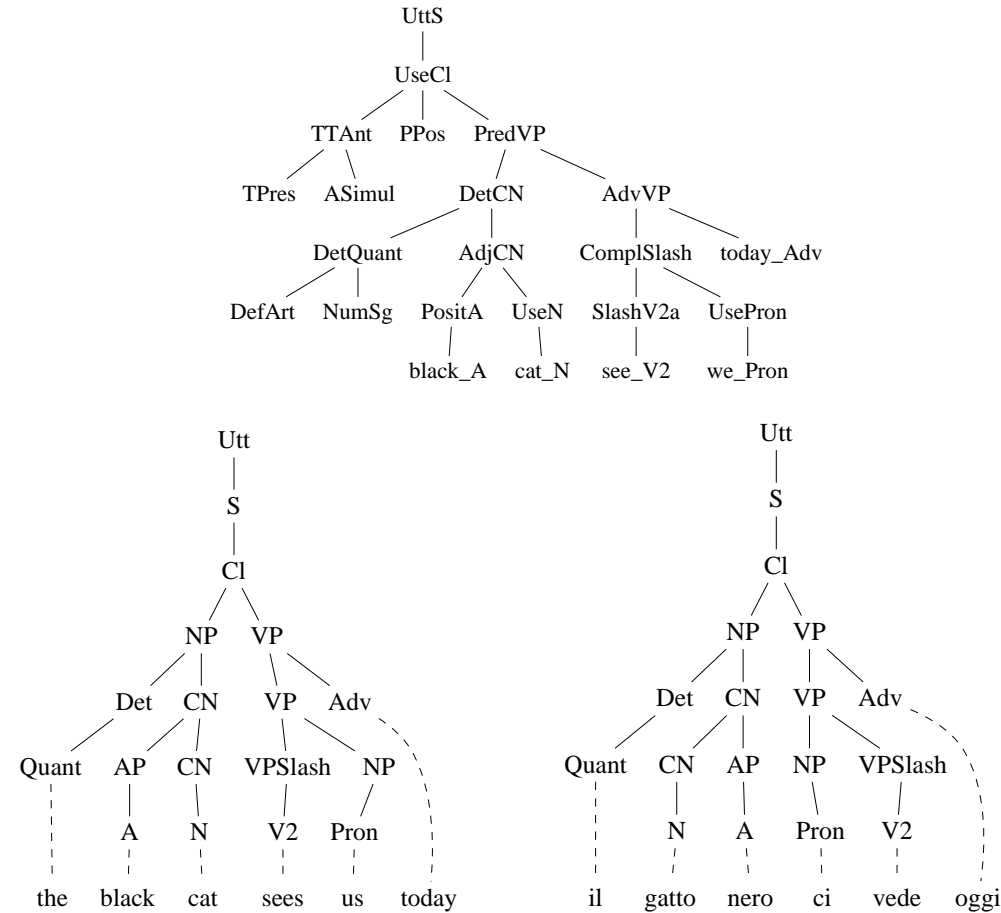 UttS
UseCl
TTAnt PPos PredVP
TPres ASimul DetCN AdvVP
DetQuant AdjCN ComplSlash today_Adv
DefArt NumSg PositA UseN SlashV2a UsePron
black_A cat_N see_V2 we_Pron
Utt
S
Cl
NP VP
Det CN VP Adv
Quant AP CN VPSlash NP
A N V2 Pron
the black cat sees us today
Utt
S
Cl
NP VP
Det CN VP Adv
Quant CN AP NP VPSlash
N A Pron V2
il gatto nero ci vede oggi